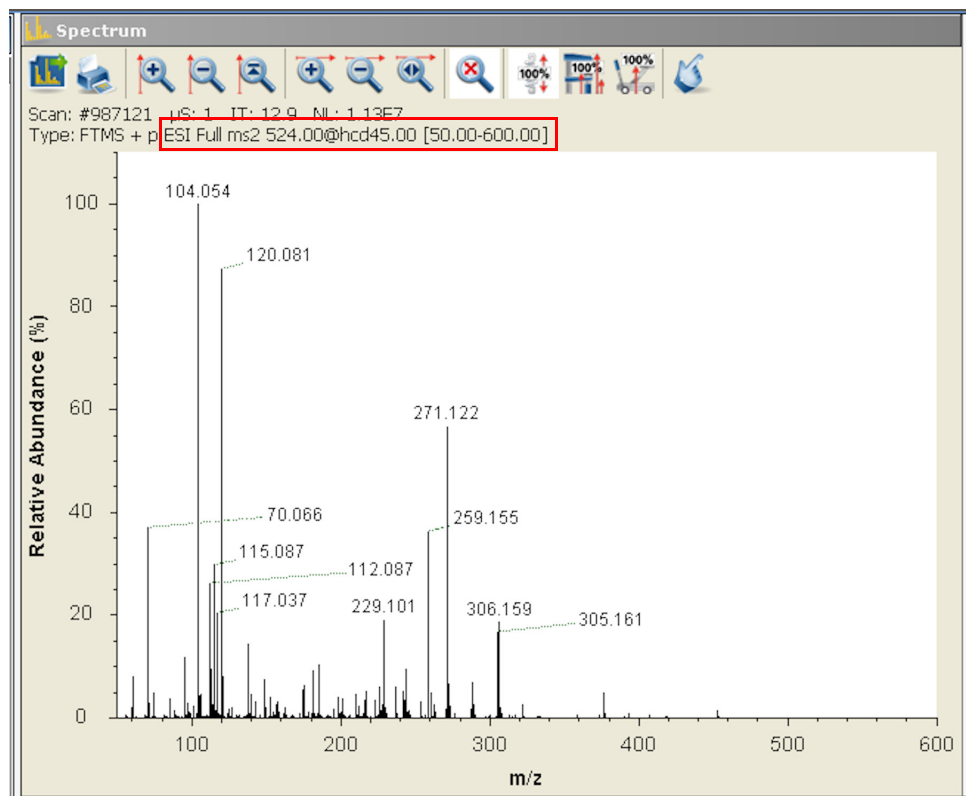 Spectrum
100% 100% 100%
Scan: #987121 µS: 1 IT: 12.9 NL: 1.13E7
Type: FTMS + p ESI Full ms2 524.00@hcd45.00 [50.00-600.00]
104.054
100
120.081
80
60
271.122
40
70.066
259.155
115.087
112.087
117.037
229.101
306.159
305.161
20
0
Relative Abundance (%)
100 200 300 400 500 600
m/z